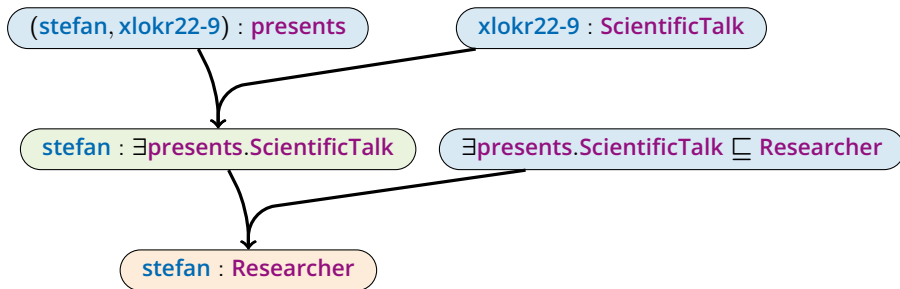 (stefan, xlokr22-9) : presents
xlokr22-9 : ScientificTalk
stefan : ∃presents.ScientificTalk
∃presents.ScientificTalk ⊑ Researcher
stefan : Researcher